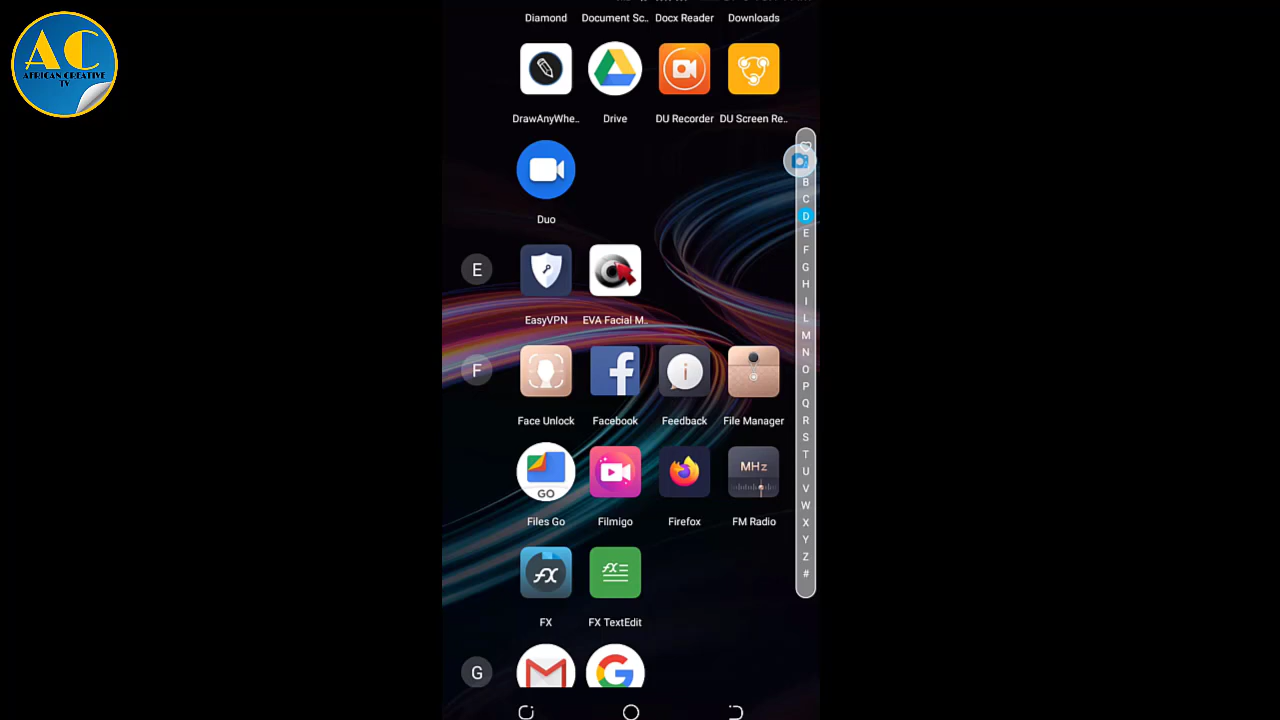 AC
AFRICAN CREATIVE
TV
Diamond
Document Sc..
Docx Reader
Downloads
DrawAnyWhe..
Drive
DU Recorder
DU Screen Re..
Duo
E
EasyVPN
EVA Facial M..
F
Face Unlock
Facebook
Feedback
File Manager
GO
MHz
Files Go
Filmigo
Firefox
FM Radio
FX
FX
FX
FX TextEdit
G
B
C
D
E
F
G
H
I
L
M
N
O
P
Q
R
S
T
U
V
W
X
Y
Z
#